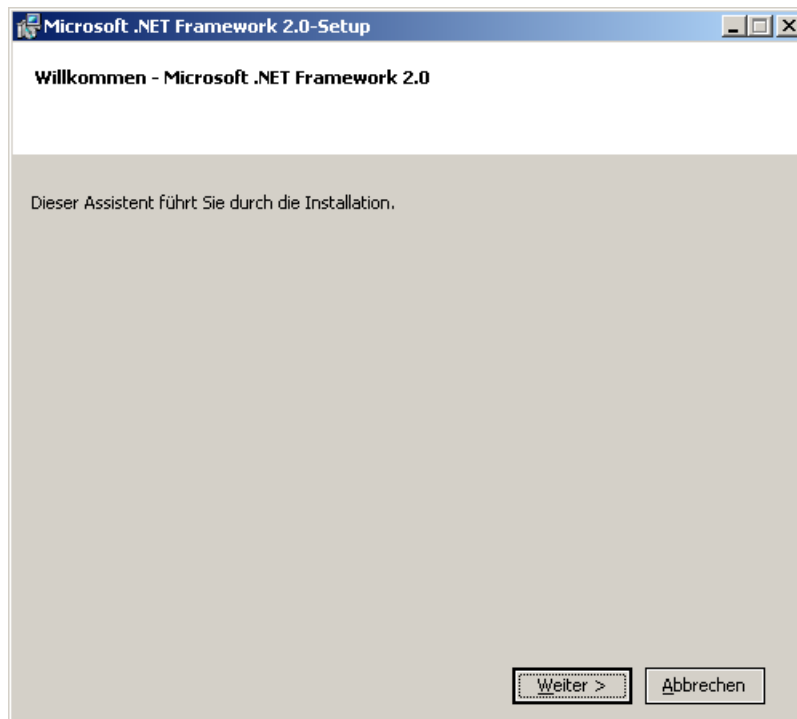 Microsoft .NET Framework 2.0-Setup
Willkommen - Microsoft .NET Framework 2.0
Dieser Assistent führt Sie durch die Installation.
Weiter > Abbrechen